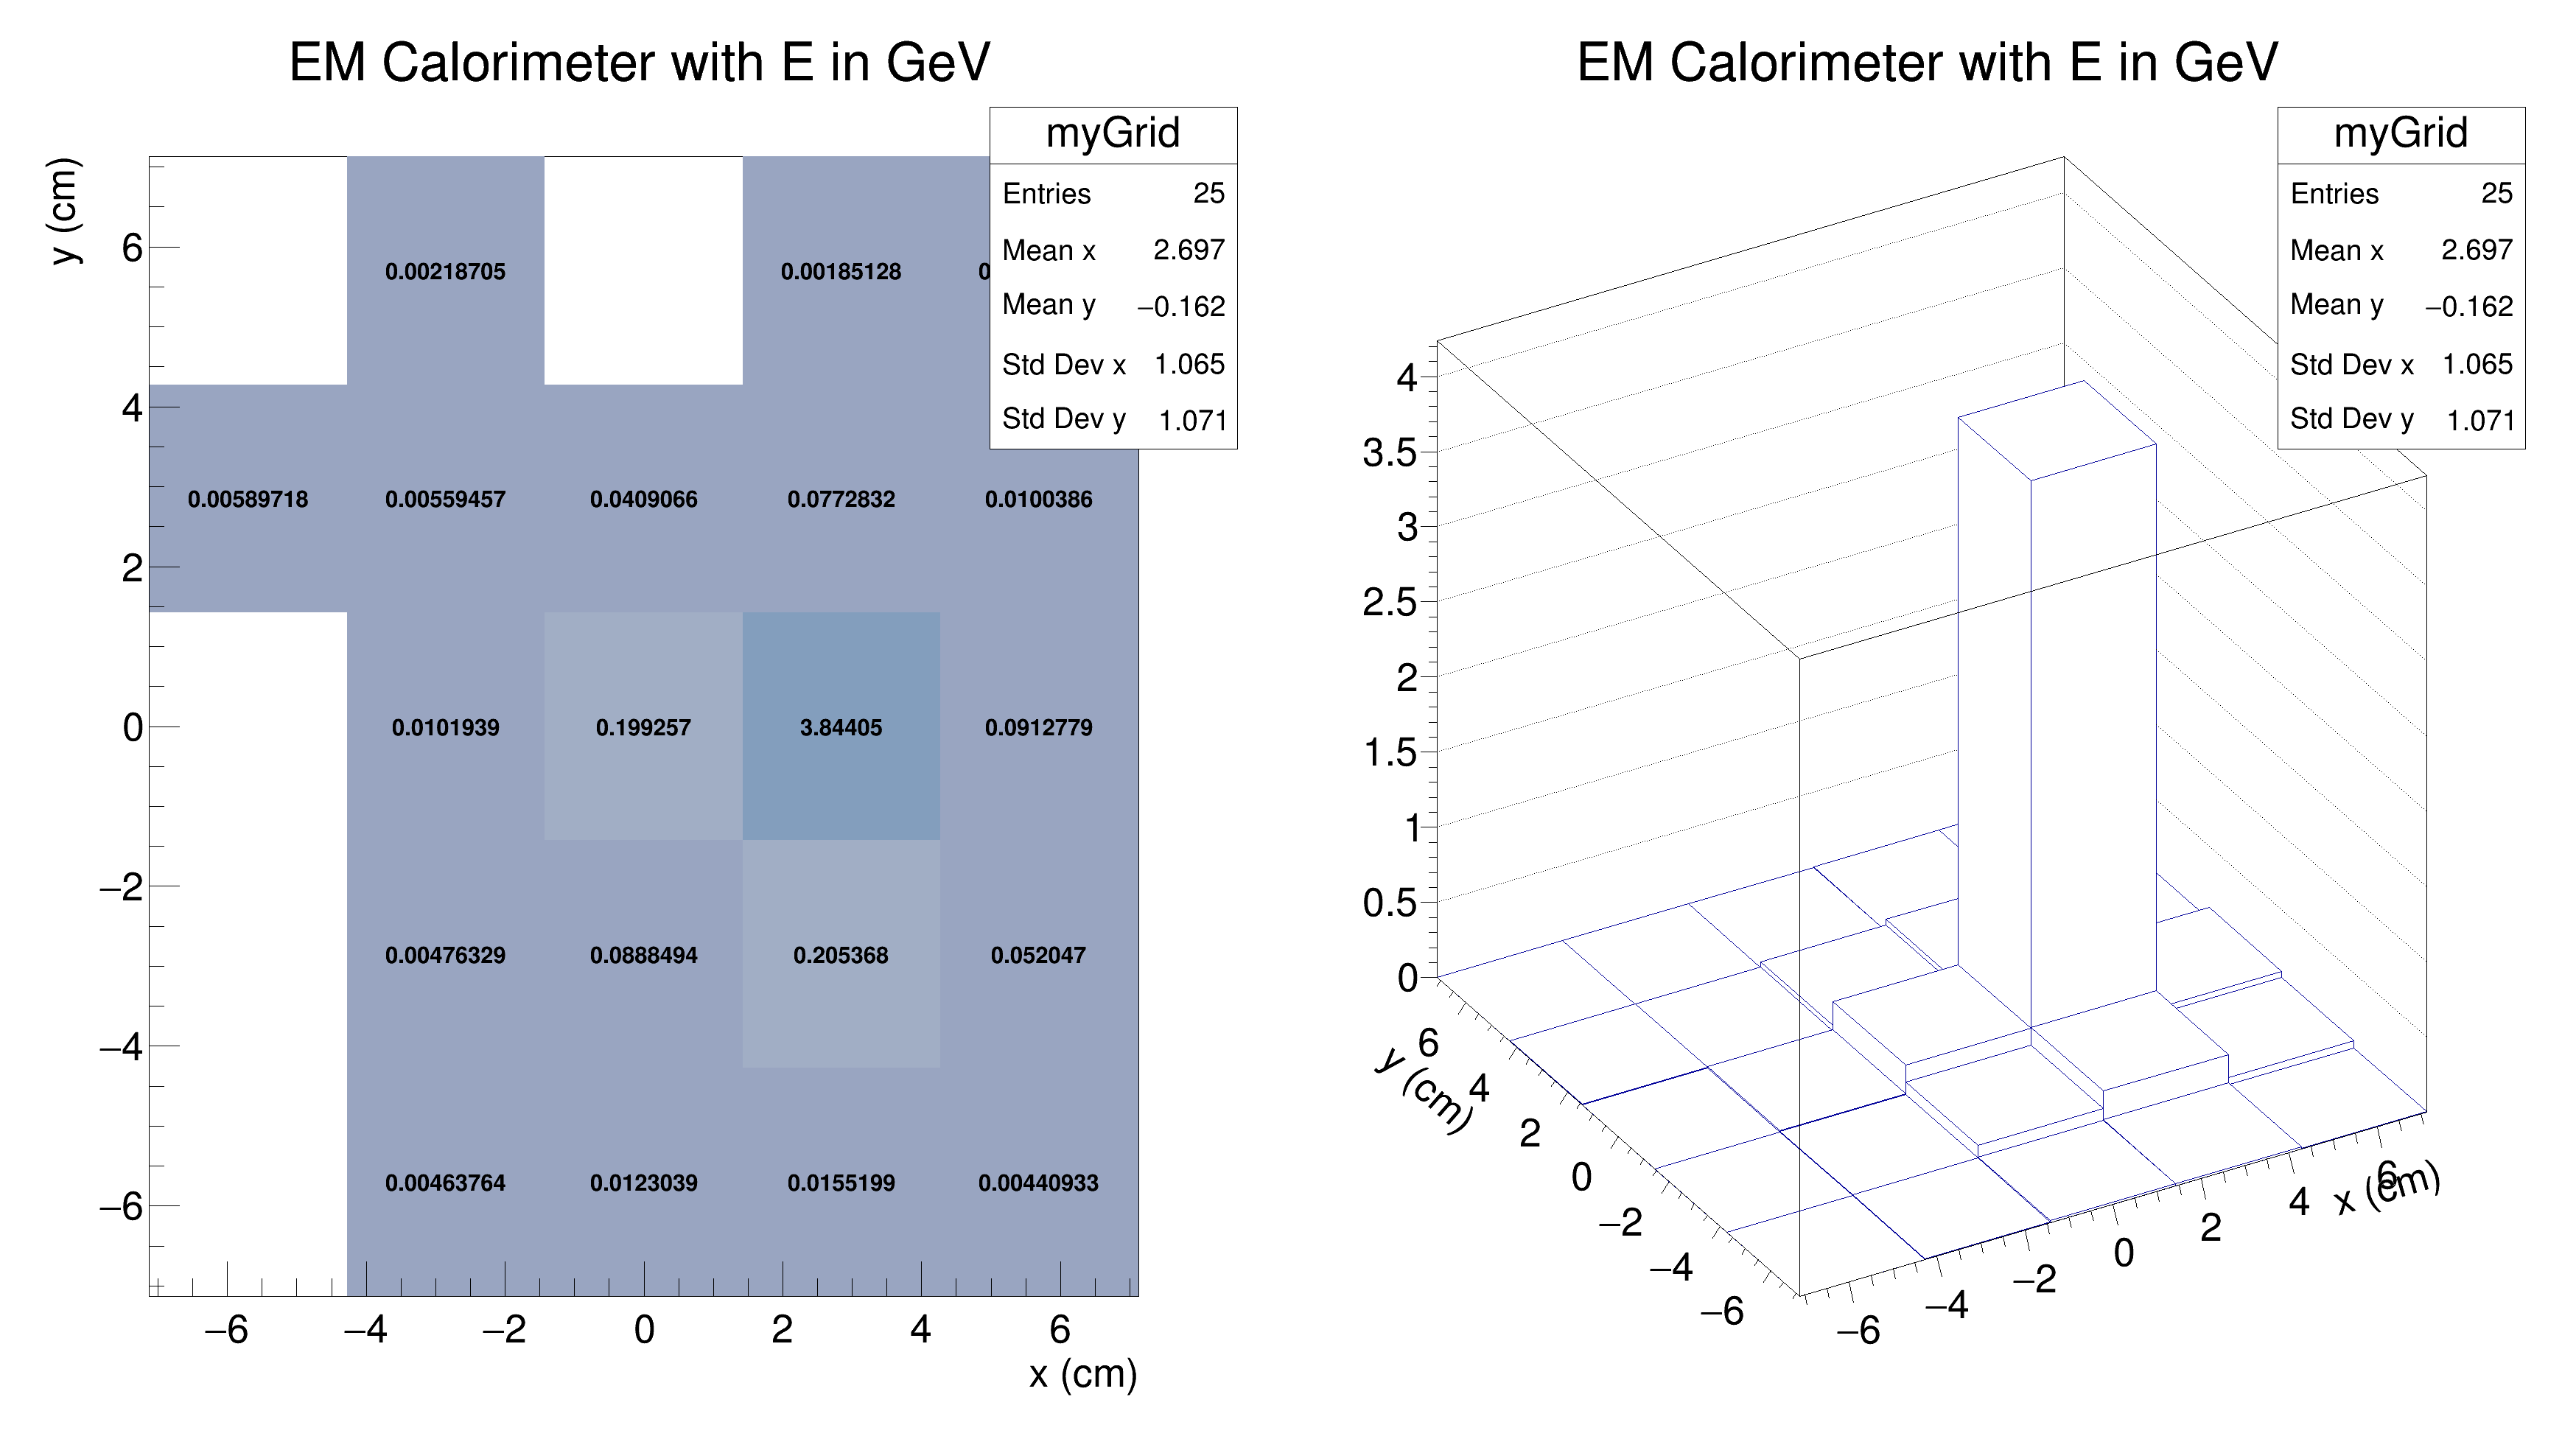 EM Calorimeter with E in GeV
myGrid
Entries 25
Mean x 2.697
Mean y −0.162
Std Dev x 1.065
Std Dev y 1.071
y (cm)
6
4
2
0
−2
−4
−6
0.00218705 0.00185128
0.00589718 0.00559457 0.0409066 0.0772832 0.0100386
0.0101939 0.199257 3.84405 0.0912779
0.00476329 0.0888494 0.205368 0.052047
0.00463764 0.0123039 0.0155199 0.00440933
−6 −4 −2 0 2 4 6
x (cm)
EM Calorimeter with E in GeV
myGrid
Entries 25
Mean x 2.697
Mean y −0.162
Std Dev x 1.065
Std Dev y 1.071
4
3.5
3
2.5
2
1.5
1
0.5
0
y (cm)
6
4
2
0
−2
−4
−6
−6
−4
−2
0
2
4
6
x (cm)